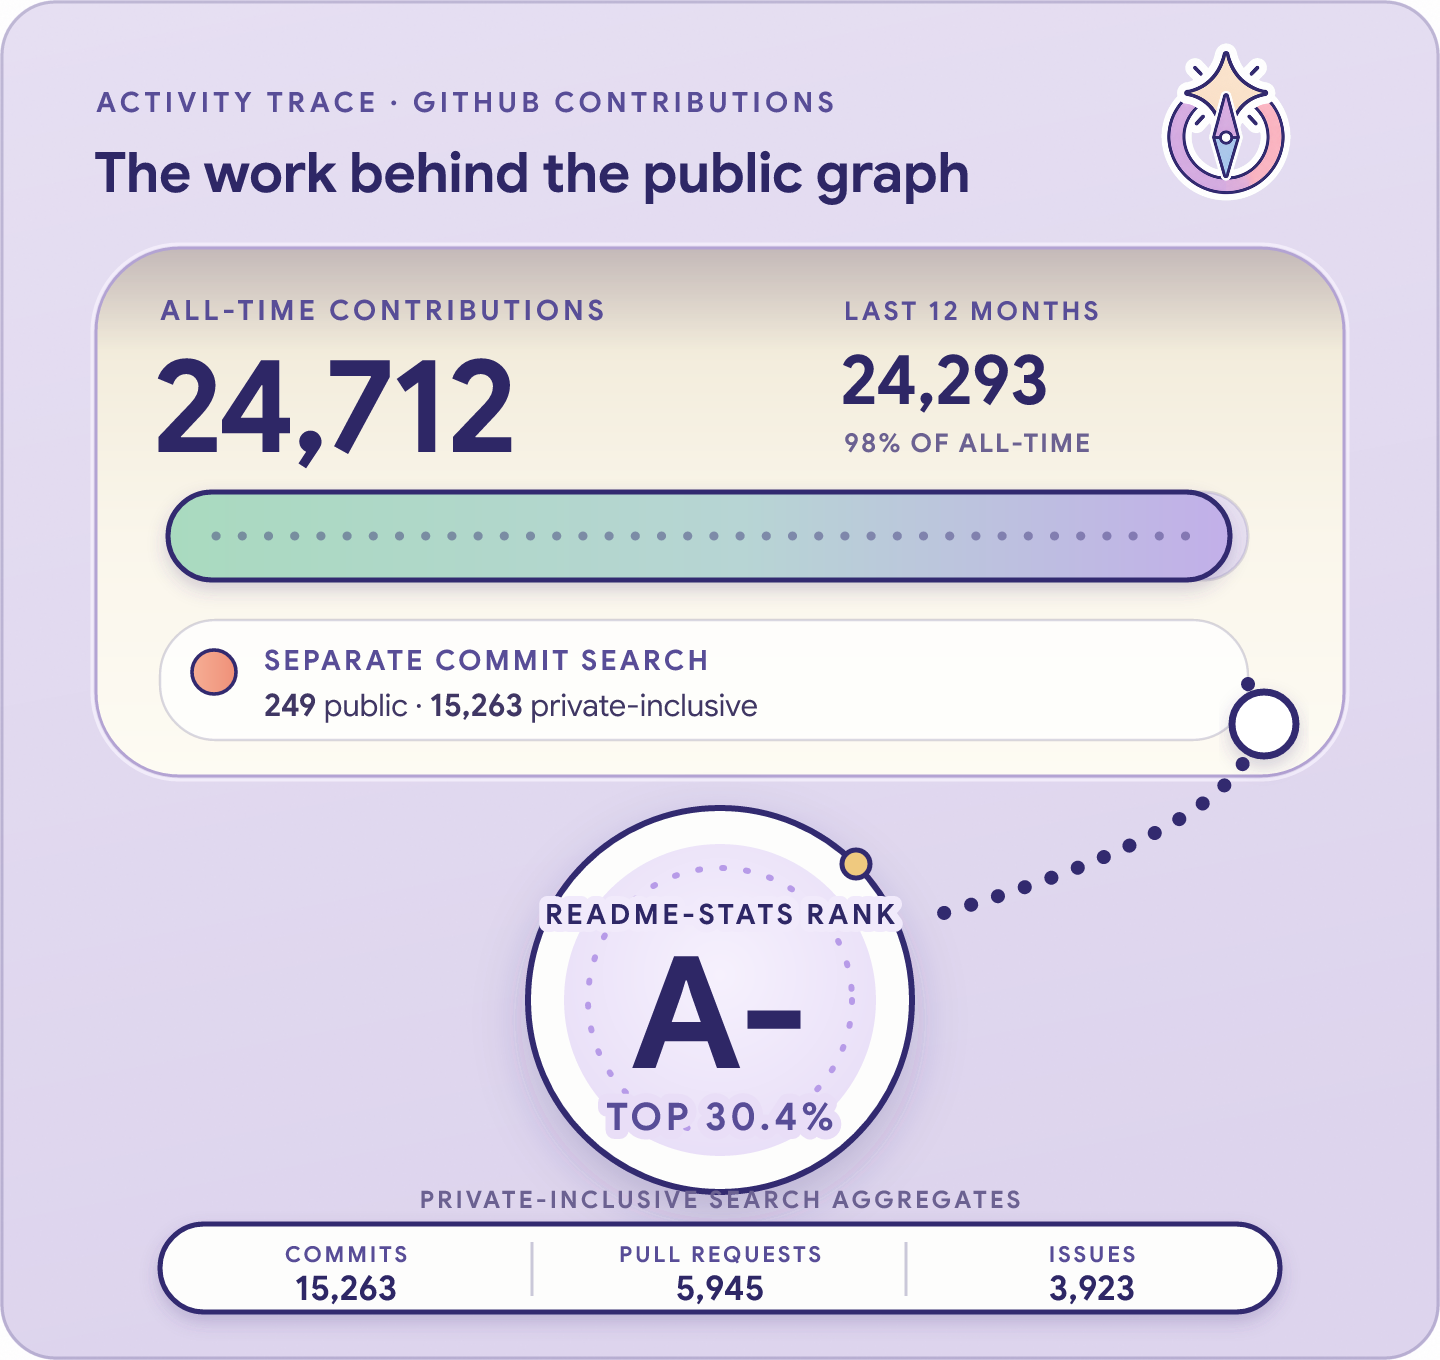 ACTIVITY TRACE · GITHUB CONTRIBUTIONS
The work behind the public graph
ALL-TIME CONTRIBUTIONS
24,712
LAST 12 MONTHS
24,293
98% OF ALL-TIME
SEPARATE COMMIT SEARCH
249 public · 15,263 private-inclusive
README-STATS RANK
A-
TOP 30.4%
PRIVATE-INCLUSIVE SEARCH AGGREGATES
COMMITS
15,263
PULL REQUESTS
5,945
ISSUES
3,923